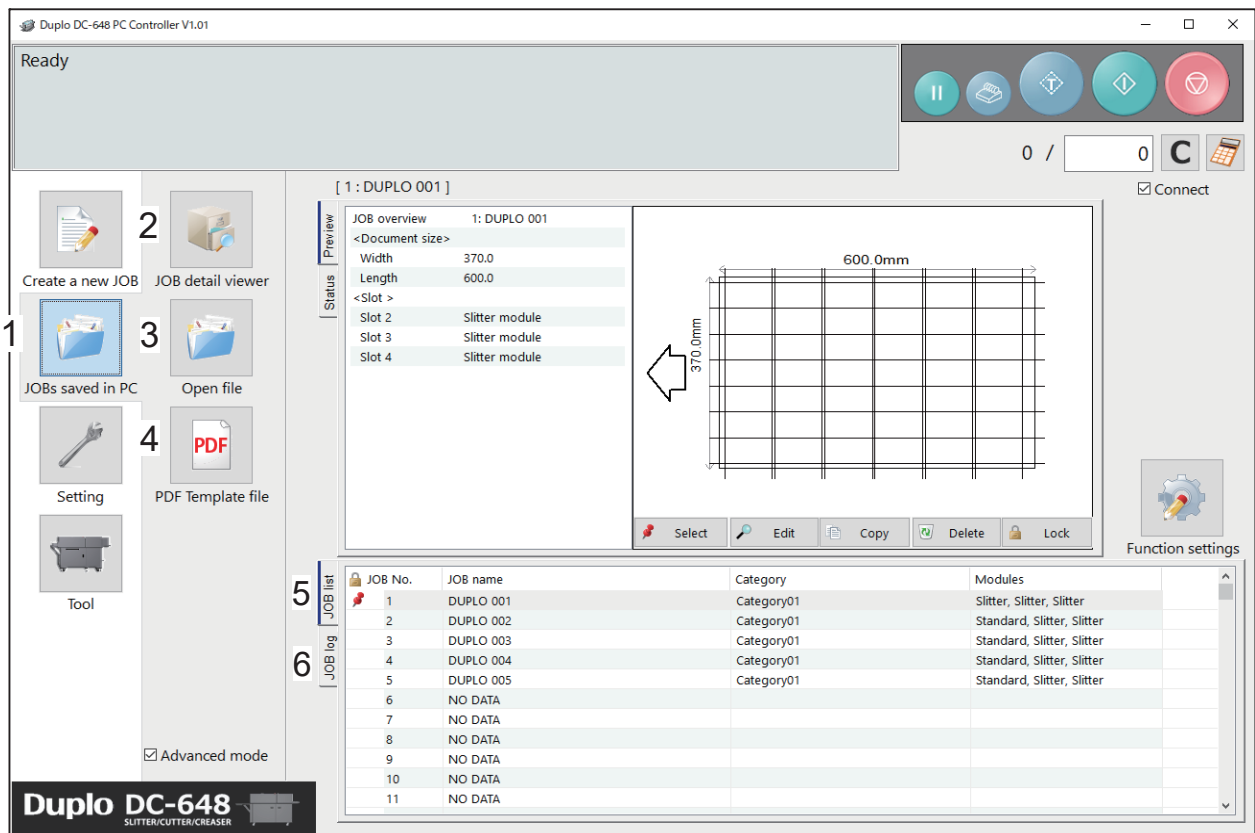 Duplo DC-648 PC Controller V1.01
Ready
0 / 0 C
Connect
[ 1 : DUPLO 001 ]
1
Create a new JOB
JOBs saved in PC
Setting
Tool
2
JOB detail viewer
3
Open file
4
PDF
PDF Template file
Advanced mode
Duplo DC-648
SLITTER/CUTTER/CREASER
Preview
Status
JOB overview 1: DUPLO 001
<Document size>
Width 370.0
Length 600.0
<Slot >
Slot 2 Slitter module
Slot 3 Slitter module
Slot 4 Slitter module
600.0mm
370.0mm
Select Edit Copy Delete Lock
Function settings
5
JOB list
6
JOB log
JOB No. JOB name Category Modules
1 DUPLO 001 Category01 Slitter, Slitter, Slitter
2 DUPLO 002 Category01 Standard, Slitter, Slitter
3 DUPLO 003 Category01 Standard, Slitter, Slitter
4 DUPLO 004 Category01 Standard, Slitter, Slitter
5 DUPLO 005 Category01 Standard, Slitter, Slitter
6 NO DATA
7 NO DATA
8 NO DATA
9 NO DATA
10 NO DATA
11 NO DATA